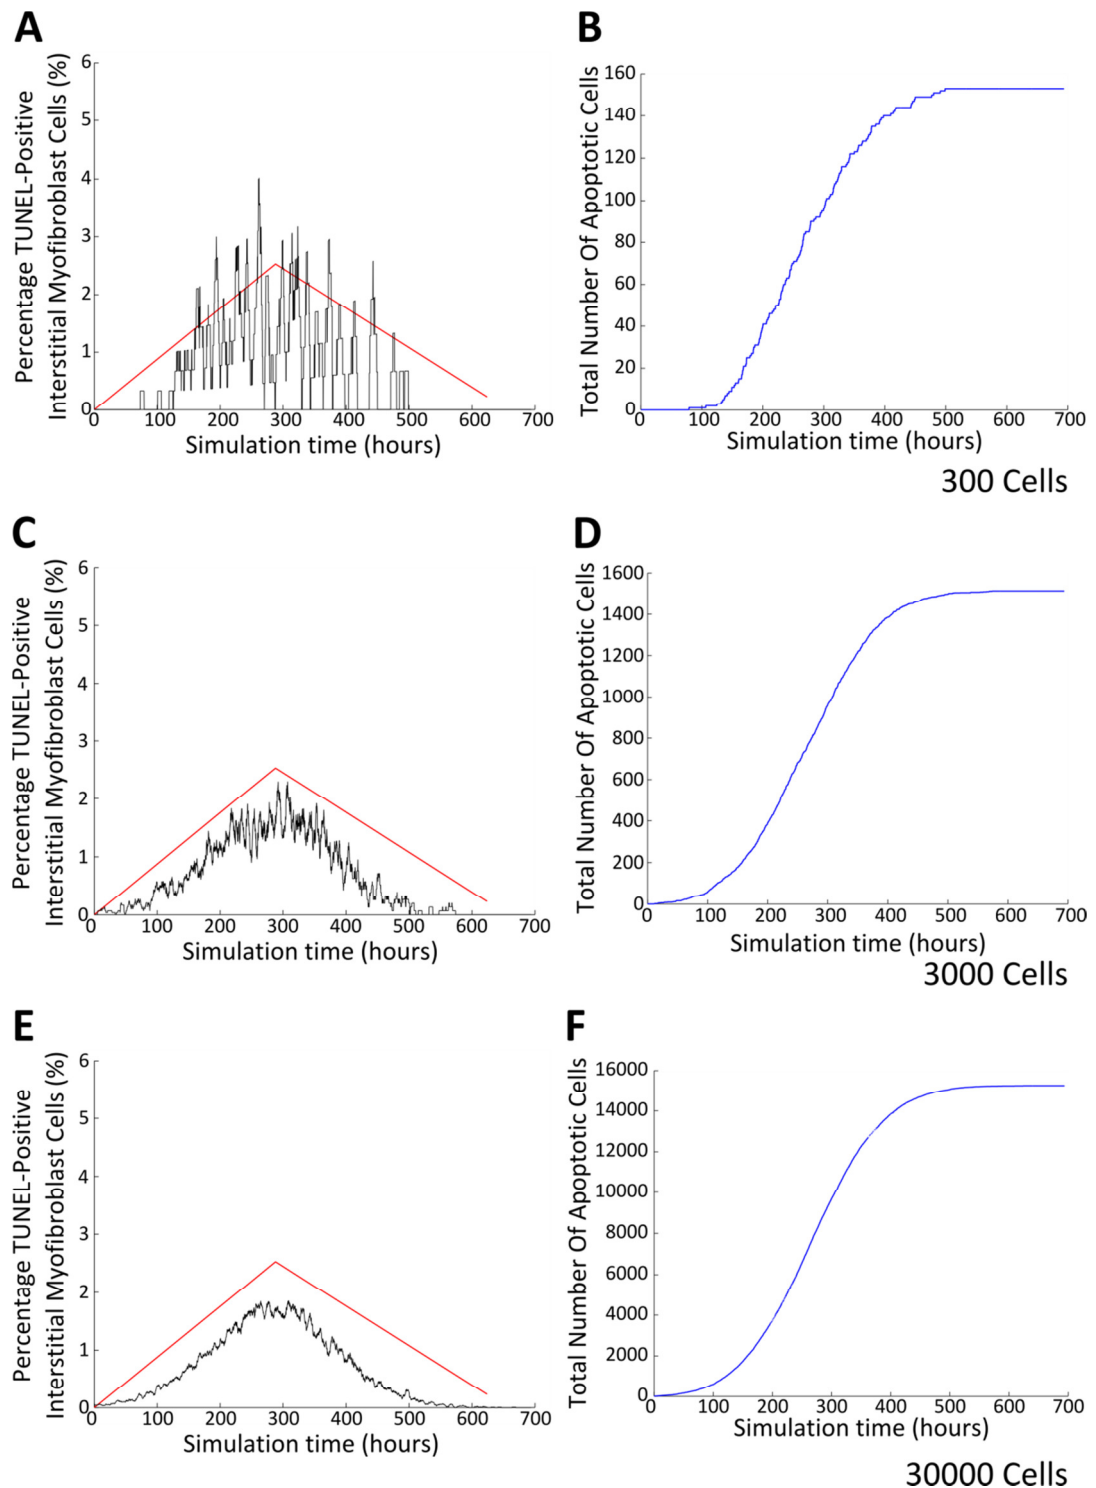 A
Percentage TUNEL-Positive
Interstitial Myofibroblast Cells (%)
6
5
4
3
2
1
0
0 100 200 300 400 500 600 700
Simulation time (hours)
B
Total Number Of Apoptotic Cells
160
140
120
100
80
60
40
20
0
0 100 200 300 400 500 600 700
Simulation time (hours)
300 Cells
C
Percentage TUNEL-Positive
Interstitial Myofibroblast Cells (%)
6
5
4
3
2
1
0
0 100 200 300 400 500 600 700
Simulation time (hours)
D
Total Number Of Apoptotic Cells
1600
1400
1200
1000
800
600
400
200
0
0 100 200 300 400 500 600 700
Simulation time (hours)
3000 Cells
E
Percentage TUNEL-Positive
Interstitial Myofibroblast Cells (%)
6
5
4
3
2
1
0
0 100 200 300 400 500 600 700
Simulation time (hours)
F
Total Number Of Apoptotic Cells
16000
14000
12000
10000
8000
6000
4000
2000
0
0 100 200 300 400 500 600 700
Simulation time (hours)
30000 Cells